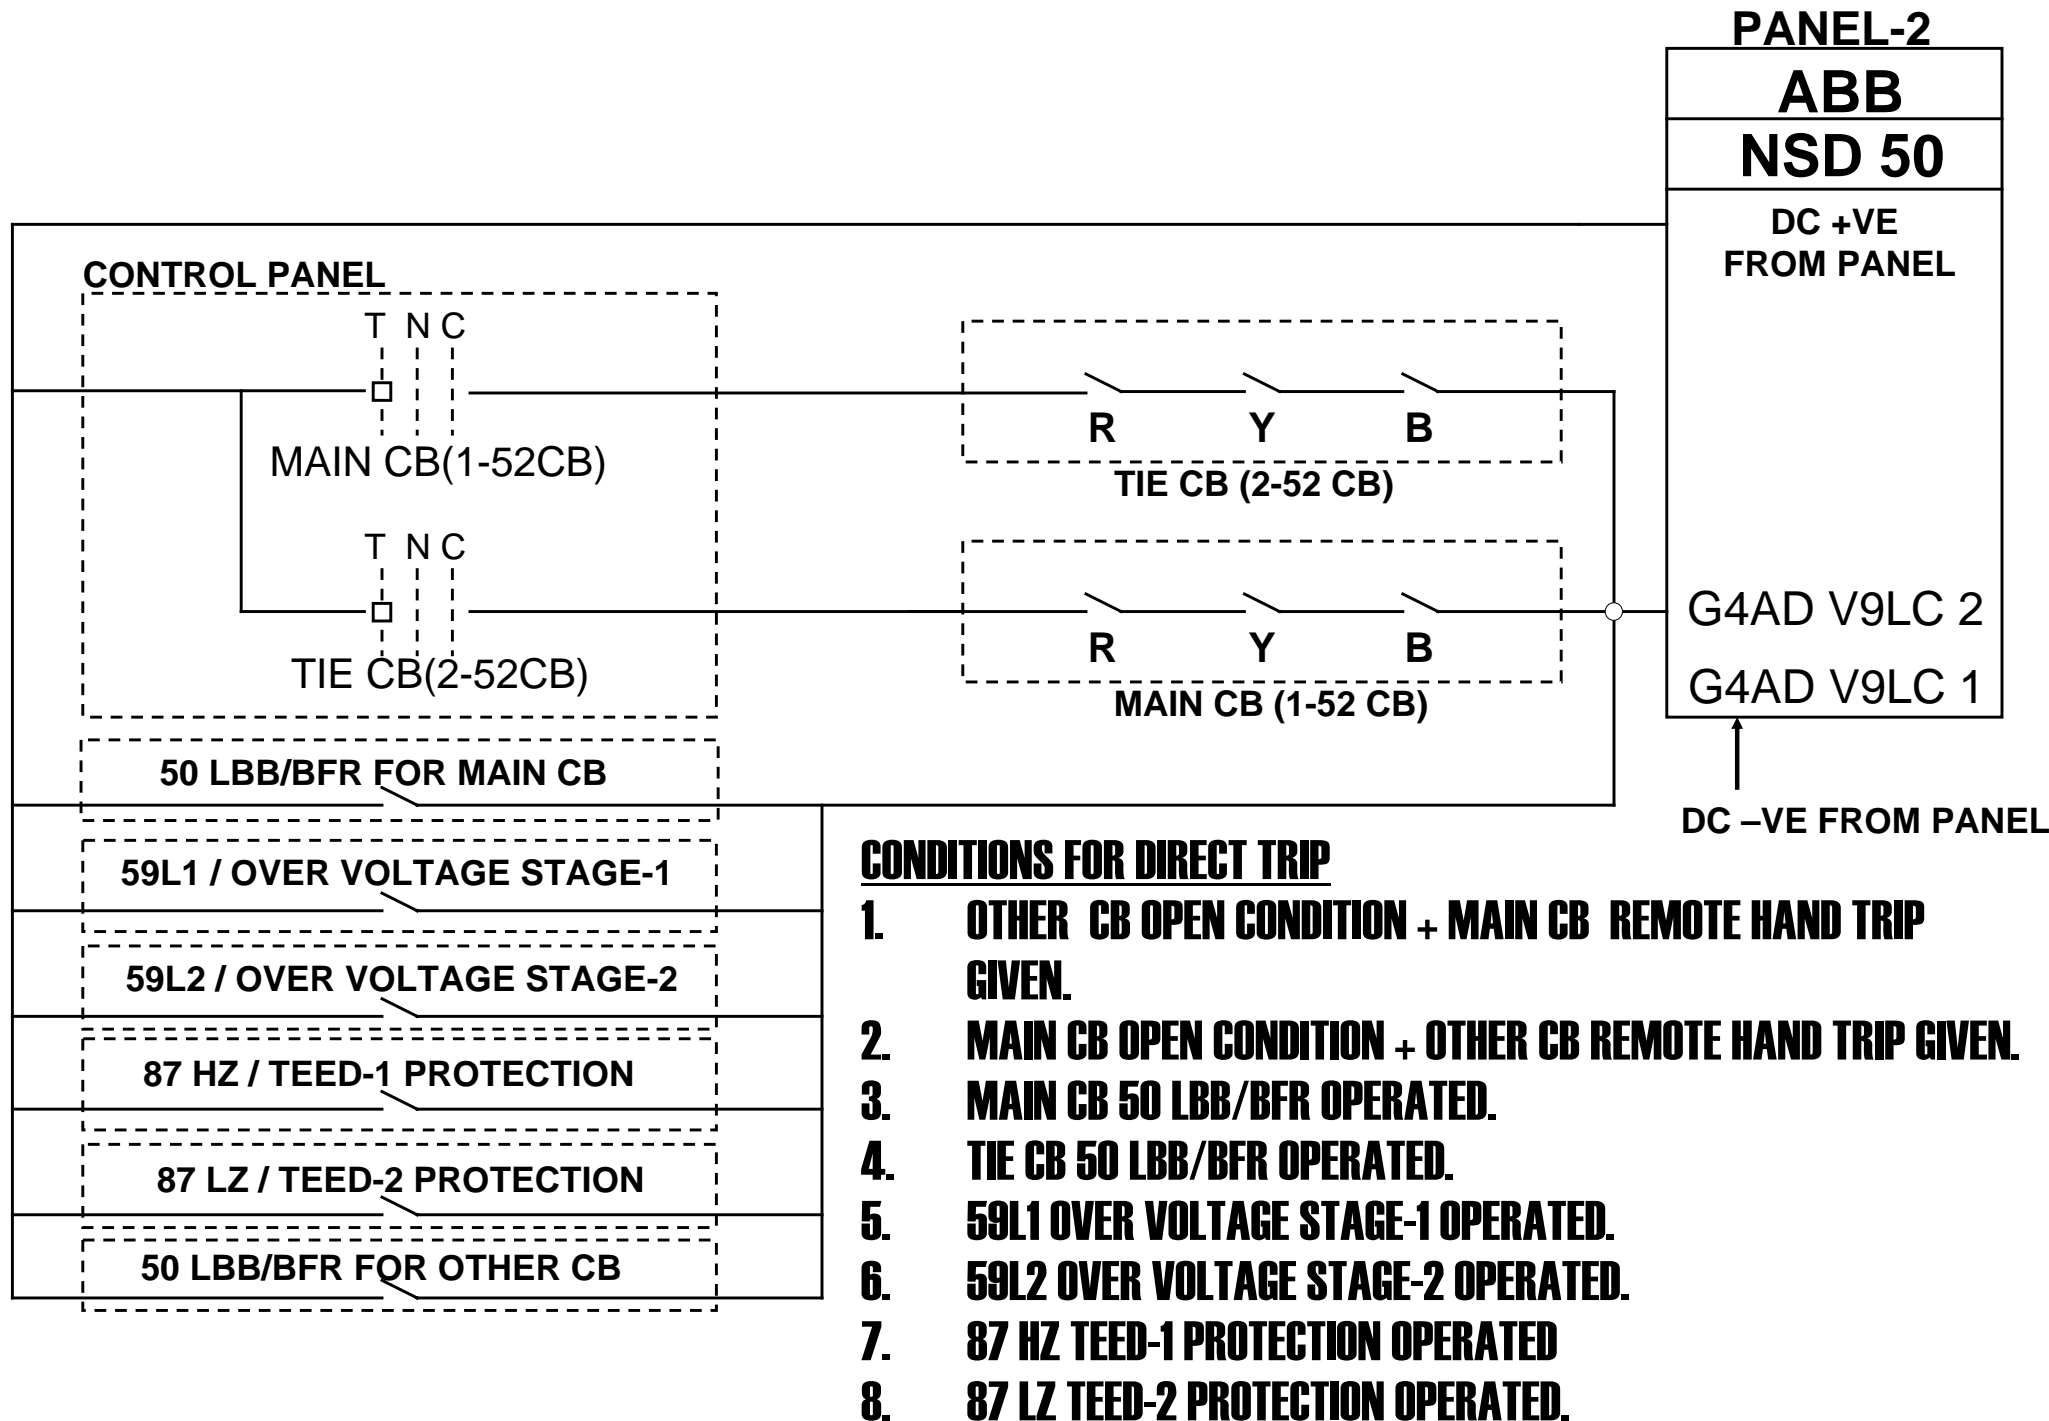 PANEL-2
ABB
NSD 50
DC +VE
FROM PANEL
CONTROL PANEL
T N C
MAIN CB(1-52CB)
R Y B
TIE CB (2-52 CB)
T N C
TIE CB(2-52CB)
R Y B
MAIN CB (1-52 CB)
G4AD V9LC 2
G4AD V9LC 1
DC –VE FROM PANEL
50 LBB/BFR FOR MAIN CB
59L1 / OVER VOLTAGE STAGE-1
59L2 / OVER VOLTAGE STAGE-2
87 HZ / TEED-1 PROTECTION
87 LZ / TEED-2 PROTECTION
50 LBB/BFR FOR OTHER CB
CONDITIONS FOR DIRECT TRIP
1. OTHER CB OPEN CONDITION + MAIN CB REMOTE HAND TRIP
GIVEN.
2. MAIN CB OPEN CONDITION + OTHER CB REMOTE HAND TRIP GIVEN.
3. MAIN CB 50 LBB/BFR OPERATED.
4. TIE CB 50 LBB/BFR OPERATED.
5. 59L1 OVER VOLTAGE STAGE-1 OPERATED.
6. 59L2 OVER VOLTAGE STAGE-2 OPERATED.
7. 87 HZ TEED-1 PROTECTION OPERATED
8. 87 LZ TEED-2 PROTECTION OPERATED.